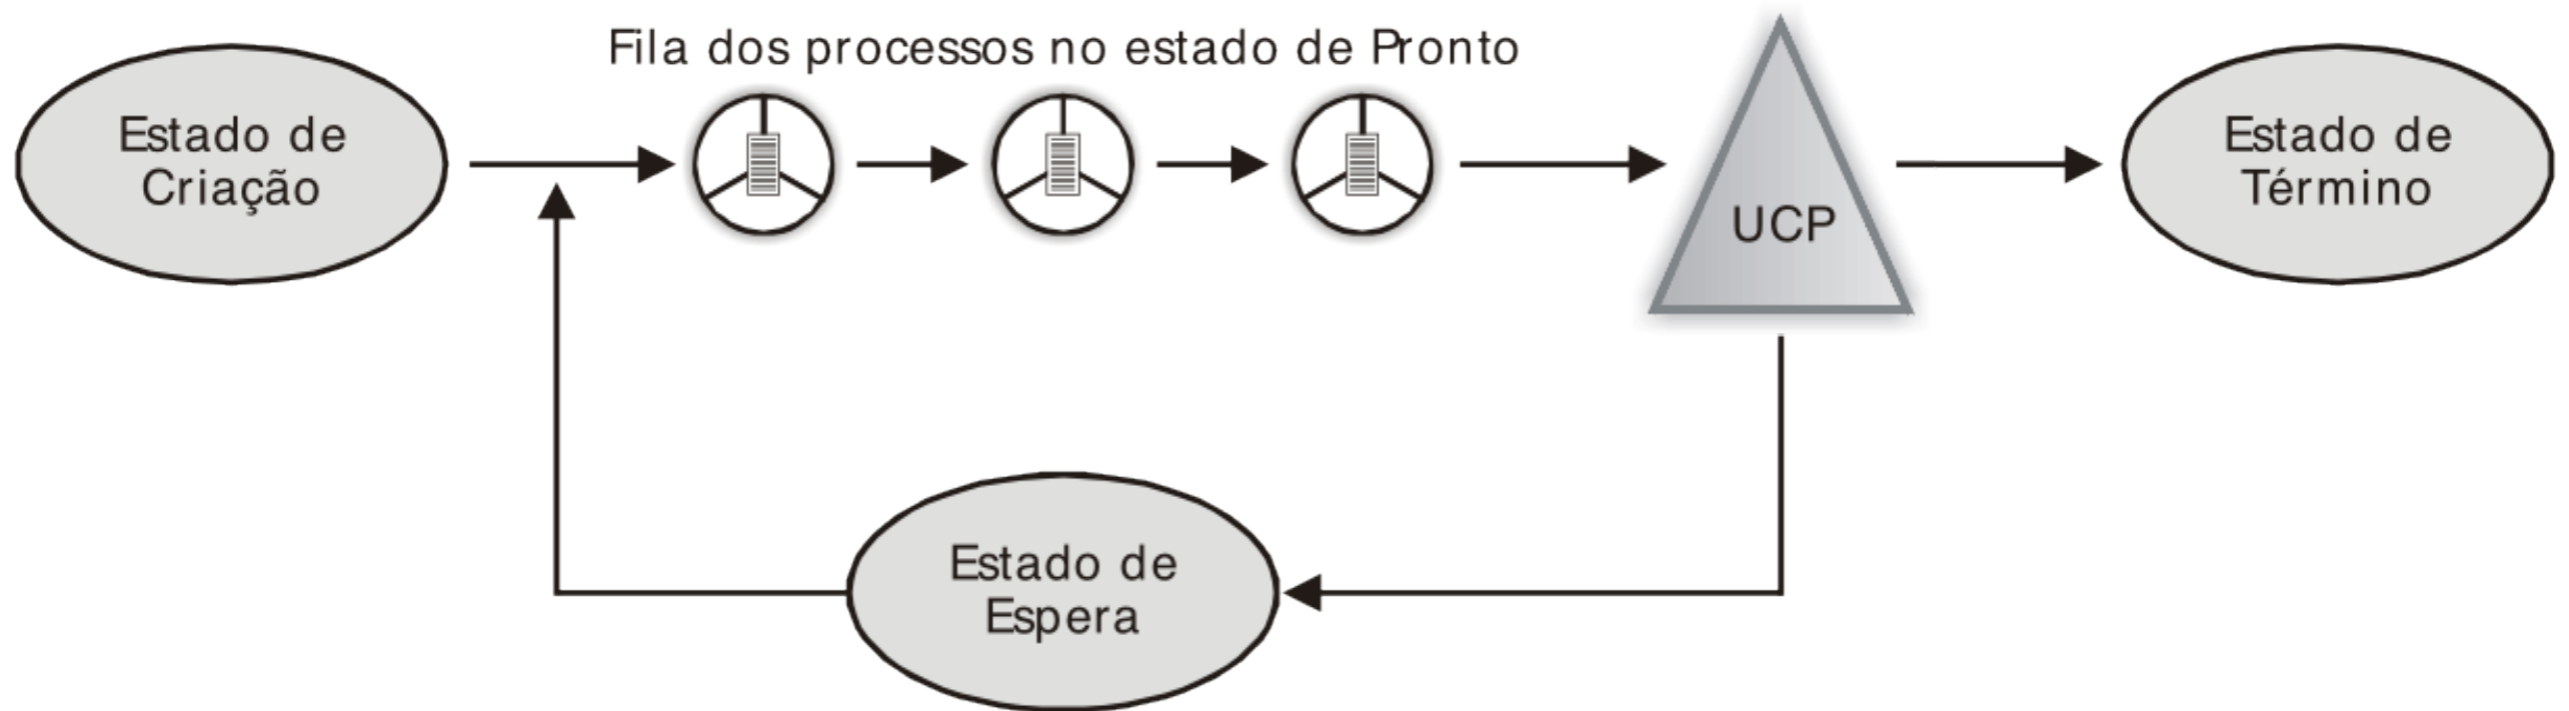 Fila dos processos no estado de Pronto
Estado de
Criação
UCP
Estado de
Término
Estado de
Espera